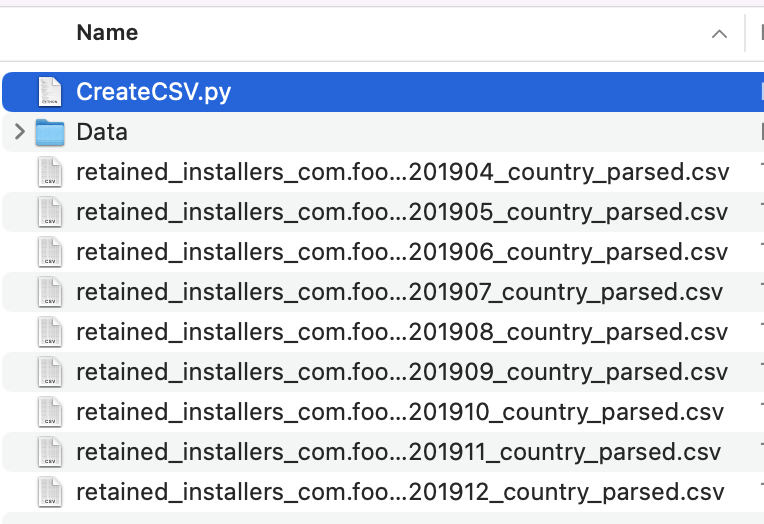 Name
CreateCSV.py
Data
retained_installers_com.foo...201904_country_parsed.csv
retained_installers_com.foo...201905_country_parsed.csv
retained_installers_com.foo...201906_country_parsed.csv
retained_installers_com.foo...201907_country_parsed.csv
retained_installers_com.foo...201908_country_parsed.csv
retained_installers_com.foo...201909_country_parsed.csv
retained_installers_com.foo...201910_country_parsed.csv
retained_installers_com.foo...201911_country_parsed.csv
retained_installers_com.foo...201912_country_parsed.csv